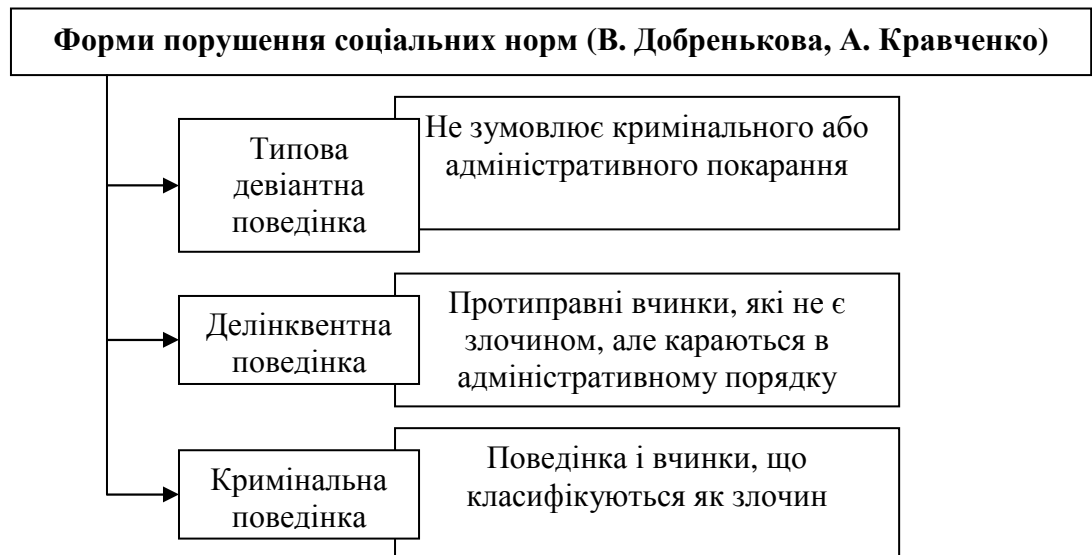 Форми порушення соціальних норм (В. Добренькова, А. Кравченко)
Типова
девіантна
поведінка
Не зумовлює кримінального або
адміністративного покарання
Делінквентна
поведінка
Протиправні вчинки, які не є
злочином, але караються в
адміністративному порядку
Кримінальна
поведінка
Поведінка і вчинки, що
класифікуються як злочин